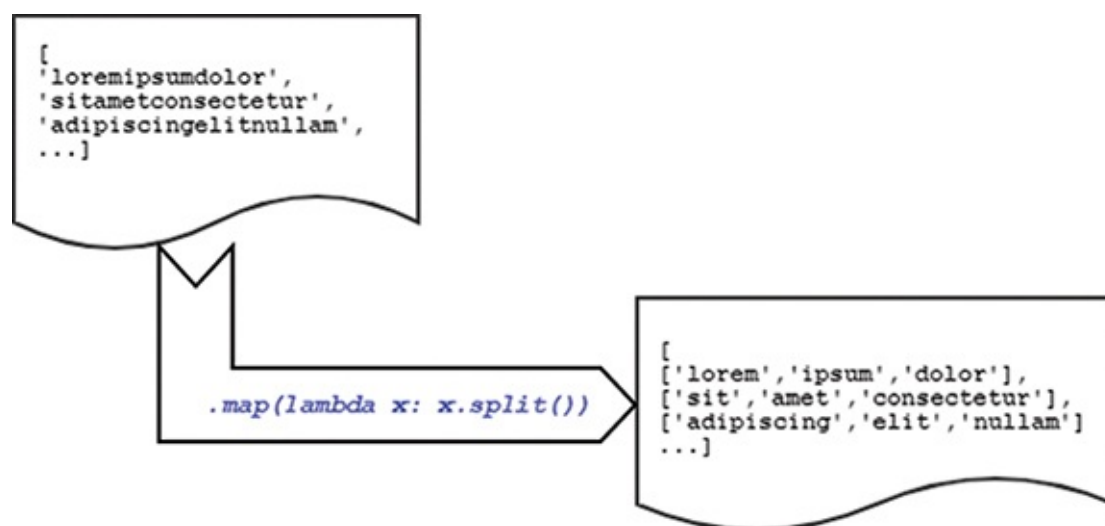 [
'loremipsumdolor',
'sitametconsectetur',
'adipiscingelitnullam',
...]
.map(lambda x: x.split())
[
['lorem','ipsum','dolor'],
['sit','amet','consectetur'],
['adipiscing','elit','nullam']
...]